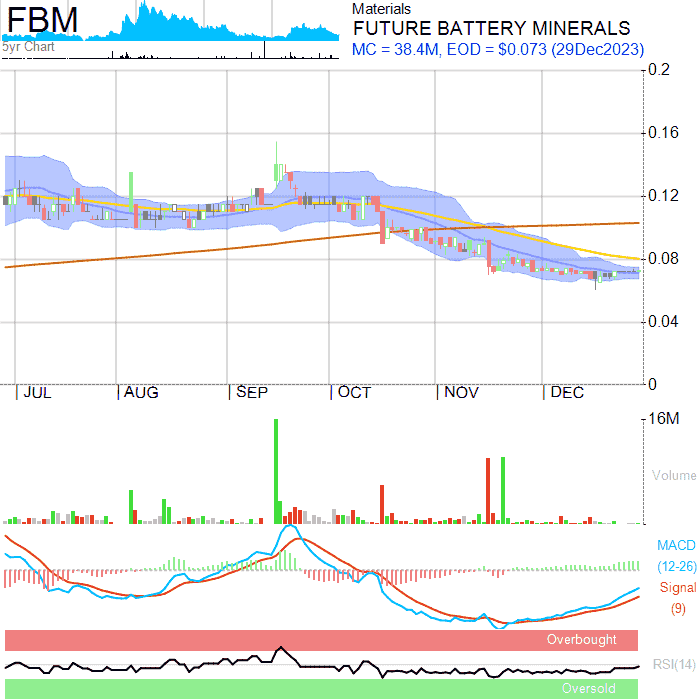 FBM
5yr Chart
Materials
FUTURE BATTERY MINERALS
MC = 38.4M, EOD = $0.073 (29Dec2023)
0.2
0.16
0.12
0.08
0.04
0
JUL AUG SEP OCT NOV DEC
16M
Volume
MACD
(12-26)
Signal
(9)
Overbought
RSI(14)
Oversold